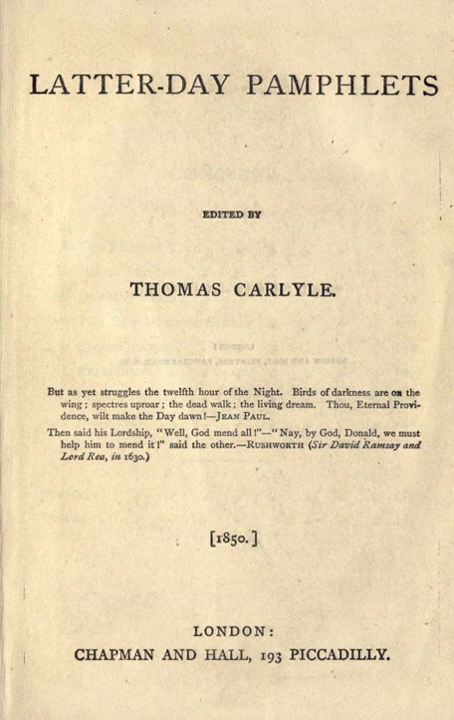 LATTER-DAY PAMPHLETS
EDITED BY
THOMAS CARLYLE.
But as yet struggles the twelfth hour of the Night. Birds of darkness are on the
wing; spectres uproar; the dead walk; the living dream. Thou, Eternal Provi-
dence, wilt make the Day dawn!—JEAN PAUL.
Then said his Lordship, "Well, God mend all!"—"Nay, by God, Donald, we must
help him to mend it!" said the other.—RUSHWORTH (Sir David Ramsay and
Lord Rea, in 1630.)
[1850.]
LONDON:
CHAPMAN AND HALL, 193 PICCADILLY.